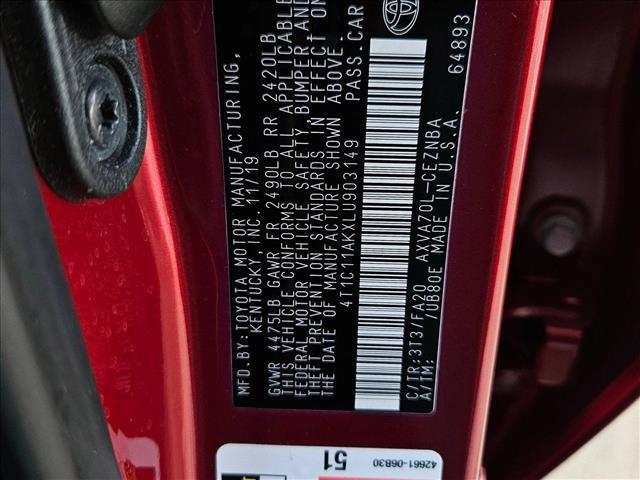 MFD. BY: TOYOTA MOTOR MANUFACTURING,
KENTUCKY, INC. 11/19
GVWR 4475LB GAWR FR 2490LB RR 2420LB
THIS VEHICLE CONFORMS TO ALL APPLICABLE
FEDERAL MOTOR VEHICLE SAFETY, BUMPER AND
THEFT PREVENTION STANDARDS IN EFFECT ON
THE DATE OF MANUFACTURE SHOWN ABOVE.
4T1C11AKXLU903149 PASS.CAR
C/TR:3T3/FA20 AXVA70L-CEZNBA 64893
A/TM: /UB80E MADE IN U.S.A.
51
42661-06B30